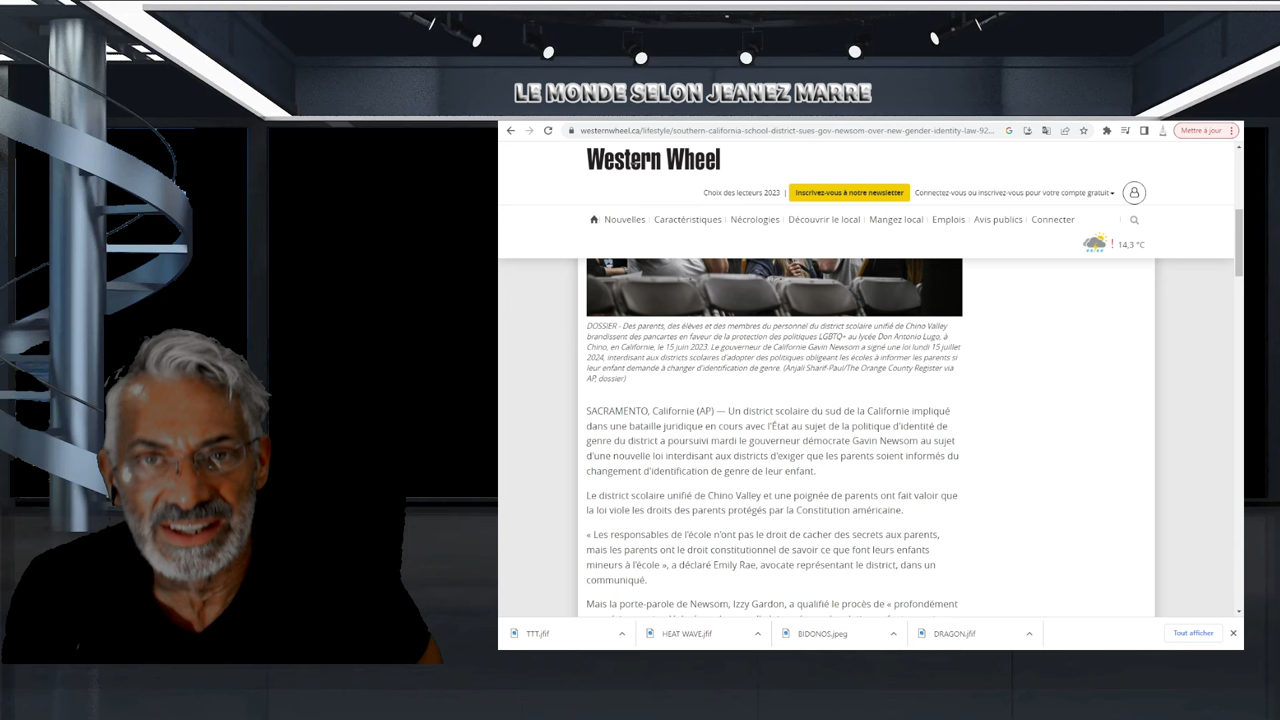 LE MONDE SELON JEANEZ MARRE
westernwheel.ca/lifestyle/southern-california-school-district-sues-gov-newsom-over-new-gender-identity-law-92...
Mettre à jour
Western Wheel
Choix des lecteurs 2023 | Inscrivez-vous à notre newsletter Connectez-vous ou inscrivez-vous pour votre compte gratuit
Nouvelles Caractéristiques Nécrologies Découvrir le local Mangez local Emplois Avis publics Connecter
14,3 °C
DOSSIER - Des parents, des élèves et des membres du personnel du district scolaire unifié de Chino Valley
brandissent des pancartes en faveur de la protection des politiques LGBTQ+ au lycée Don Antonio Lugo, à
Chino, en Californie, le 15 juin 2023. Le gouverneur de Californie Gavin Newsom a signé une loi lundi 15 juillet
2024, interdisant aux districts scolaires d'adopter des politiques obligeant les écoles à informer les parents si
leur enfant demande à changer d'identification de genre. (Anjali Sharif-Paul/The Orange County Register via
AP, dossier)
SACRAMENTO, Californie (AP) — Un district scolaire du sud de la Californie impliqué
dans une bataille juridique en cours avec l'État au sujet de la politique d'identité de
genre du district a poursuivi mardi le gouverneur démocrate Gavin Newsom au sujet
d'une nouvelle loi interdisant aux districts d'exiger que les parents soient informés du
changement d'identification de genre de leur enfant.
Le district scolaire unifié de Chino Valley et une poignée de parents ont fait valoir que
la loi viole les droits des parents protégés par la Constitution américaine.
« Les responsables de l'école n'ont pas le droit de cacher des secrets aux parents,
mais les parents ont le droit constitutionnel de savoir ce que font leurs enfants
mineurs à l'école », a déclaré Emily Rae, avocate représentant le district, dans un
communiqué.
Mais la porte-parole de Newsom, Izzy Gardon, a qualifié le procès de « profondément
TTT.jfif HEAT WAVE.jfif BIDONOS.jpeg DRAGON.jfif Tout afficher